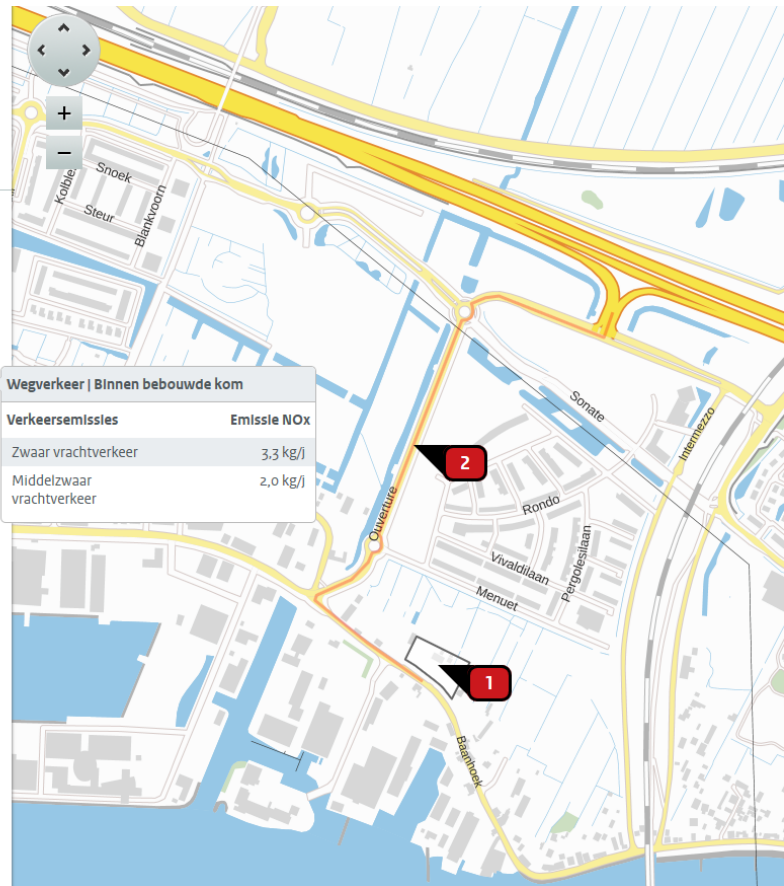 +
−
Snoek
Kolble
Steur
Blankvoorn
Wegverkeer | Binnen bebouwde kom
Verkeersemissies Emissie NOx
Zwaar vrachtverkeer 3,3 kg/j
Middelzwaar 2,0 kg/j
vrachtverkeer
Sonate
Intermezzo
2
Ouverture
Rondo
Vivaldilaan
Pergolesilaan
Menuet
1
Baanhoek